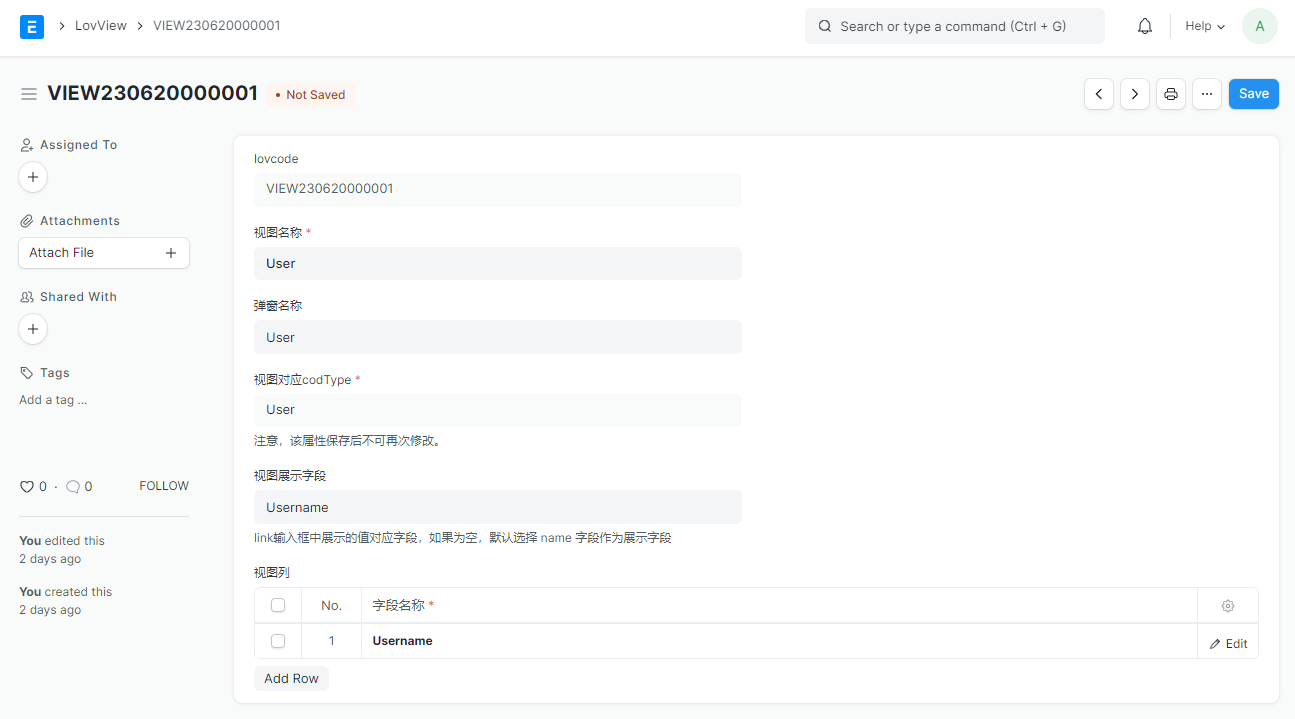 E
LovView
VIEW230620000001
Search or type a command (Ctrl + G)
Help
A
VIEW230620000001
Not Saved
Save
Assigned To
Attachments
Attach File
Shared With
Tags
Add a tag ...
0 · 0
FOLLOW
You edited this
2 days ago
You created this
2 days ago
lovcode
VIEW230620000001
视图名称 *
User
弹窗名称
User
视图对应codType *
User
注意，该属性保存后不可再次修改。
视图展示字段
Username
link输入框中展示的值对应字段，如果为空，默认选择 name 字段作为展示字段
视图列
No.
字段名称 *
1
Username
Edit
Add Row